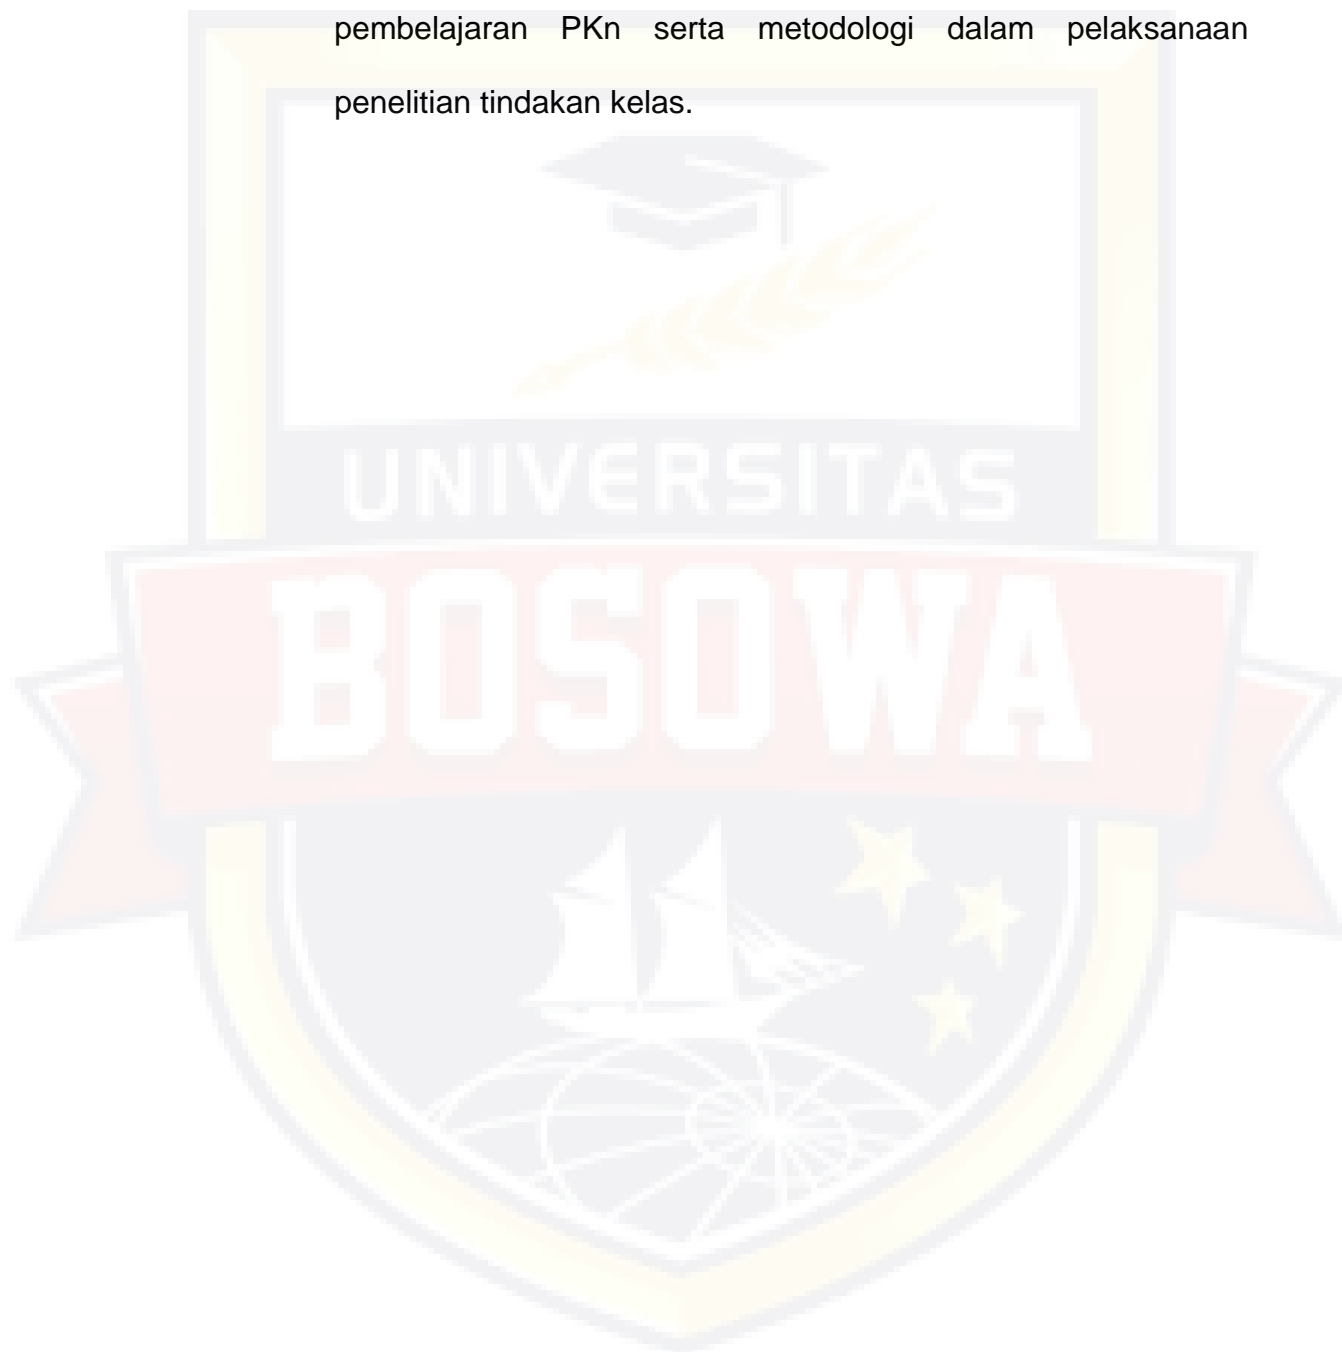 pembelajaran PKn serta metodologi dalam pelaksanaan
penelitian tindakan kelas.
UNIVERSITAS
BOSOWA